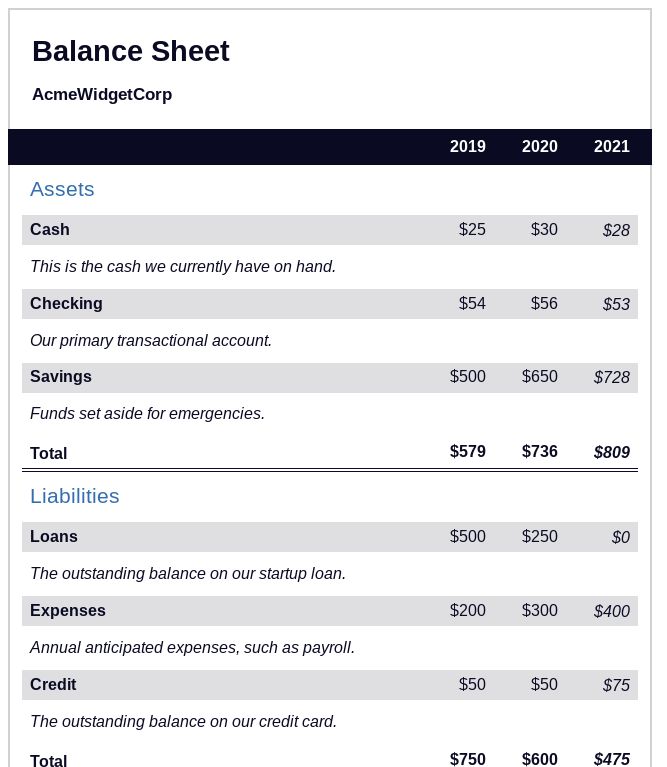 Balance Sheet
AcmeWidgetCorp
2019 2020 2021
Assets
Cash $25 $30 $28
This is the cash we currently have on hand.
Checking $54 $56 $53
Our primary transactional account.
Savings $500 $650 $728
Funds set aside for emergencies.
Total $579 $736 $809
Liabilities
Loans $500 $250 $0
The outstanding balance on our startup loan.
Expenses $200 $300 $400
Annual anticipated expenses, such as payroll.
Credit $50 $50 $75
The outstanding balance on our credit card.
Total $750 $600 $475